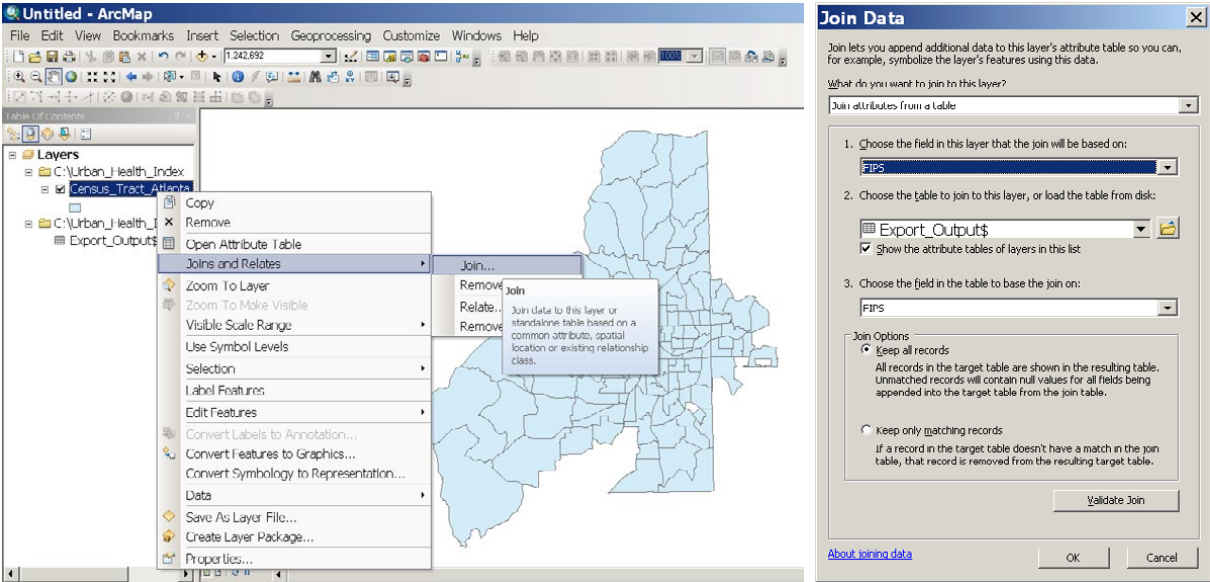 Untitled - ArcMap
File Edit View Bookmarks Insert Selection Geoprocessing Customize Windows Help
1:242,692
100%
Table Of Contents
Layers
C:\Urban_Health_Index
Census_Tract_Atlanta
C:\Urban_Health_I
Export_Output$
Copy
Remove
Open Attribute Table
Joins and Relates
Zoom To Layer
Zoom To Make Visible
Visible Scale Range
Use Symbol Levels
Selection
Label Features
Edit Features
Convert Labels to Annotation...
Convert Features to Graphics...
Convert Symbology to Representation...
Data
Save As Layer File...
Create Layer Package...
Properties...
Join...
Remove
Relate..
Remove
Join
Join data to this layer or
standalone table based on a
common attribute, spatial
location or existing relationship
class.
Join Data
Join lets you append additional data to this layer's attribute table so you can,
for example, symbolize the layer's features using this data.
What do you want to join to this layer?
Join attributes from a table
1. Choose the field in this layer that the join will be based on:
FIPS
2. Choose the table to join to this layer, or load the table from disk:
Export_Output$
Show the attribute tables of layers in this list
3. Choose the field in the table to base the join on:
FIPS
Join Options
Keep all records
All records in the target table are shown in the resulting table.
Unmatched records will contain null values for all fields being
appended into the target table from the join table.
Keep only matching records
If a record in the target table doesn't have a match in the join
table, that record is removed from the resulting target table.
Validate Join
About joining data
OK
Cancel